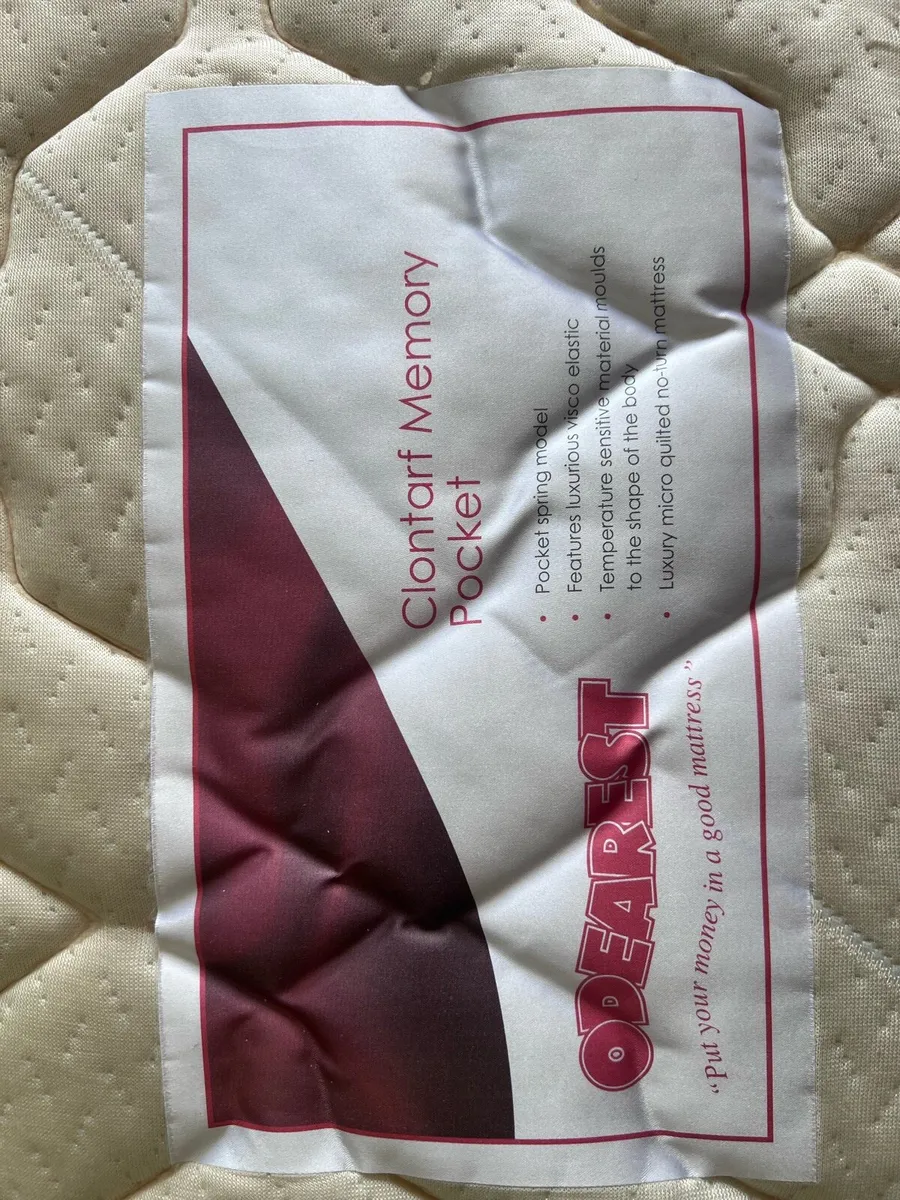 Clontarf Memory
Pocket
• Pocket spring model
• Features luxurious visco elastic
• Temperature sensitive material moulds
to the shape of the body
• Luxury micro quilted no-turn mattress
ODEAREST
“Put your money in a good mattress”